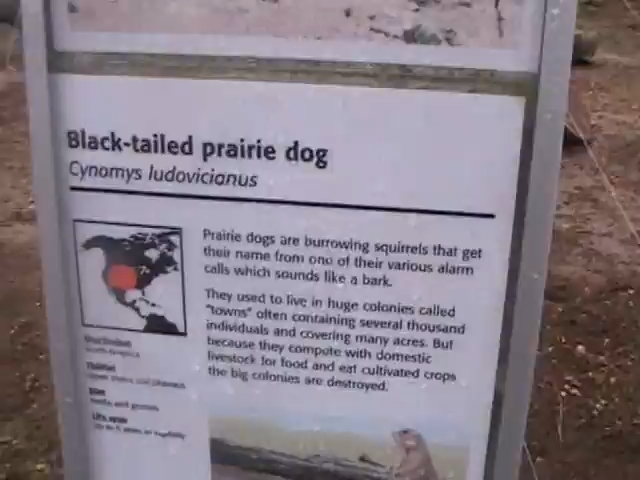 Black-tailed prairie dog
Cynomys ludovicianus
Prairie dogs are burrowing squirrels that get
their name from one of their various alarm
calls which sounds like a bark.
They used to live in huge colonies called
"towns" often containing several thousand
individuals and covering many acres. But
because they compete with domestic
livestock for food and eat cultivated crops
the big colonies are destroyed.
Distribution
North America
Habitat
Diet
Life span